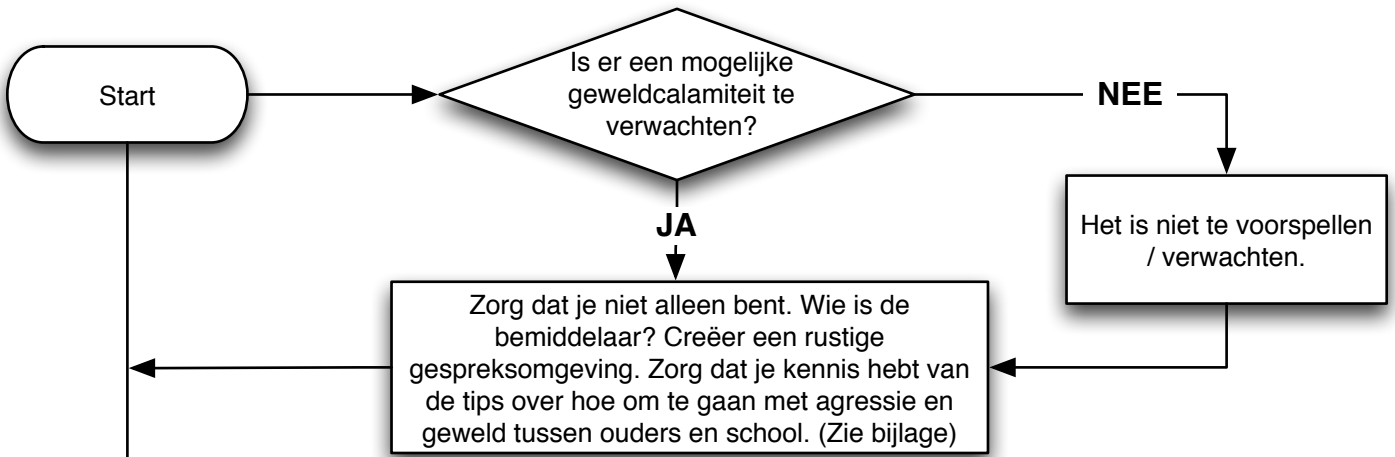 Start
Is er een mogelijke
geweldcalamiteit te
verwachten?
NEE
JA
Het is niet te voorspellen
/ verwachten.
Zorg dat je niet alleen bent. Wie is de
bemiddelaar? Creëer een rustige
gespreksomgeving. Zorg dat je kennis hebt van
de tips over hoe om te gaan met agressie en
geweld tussen ouders en school. (Zie bijlage)